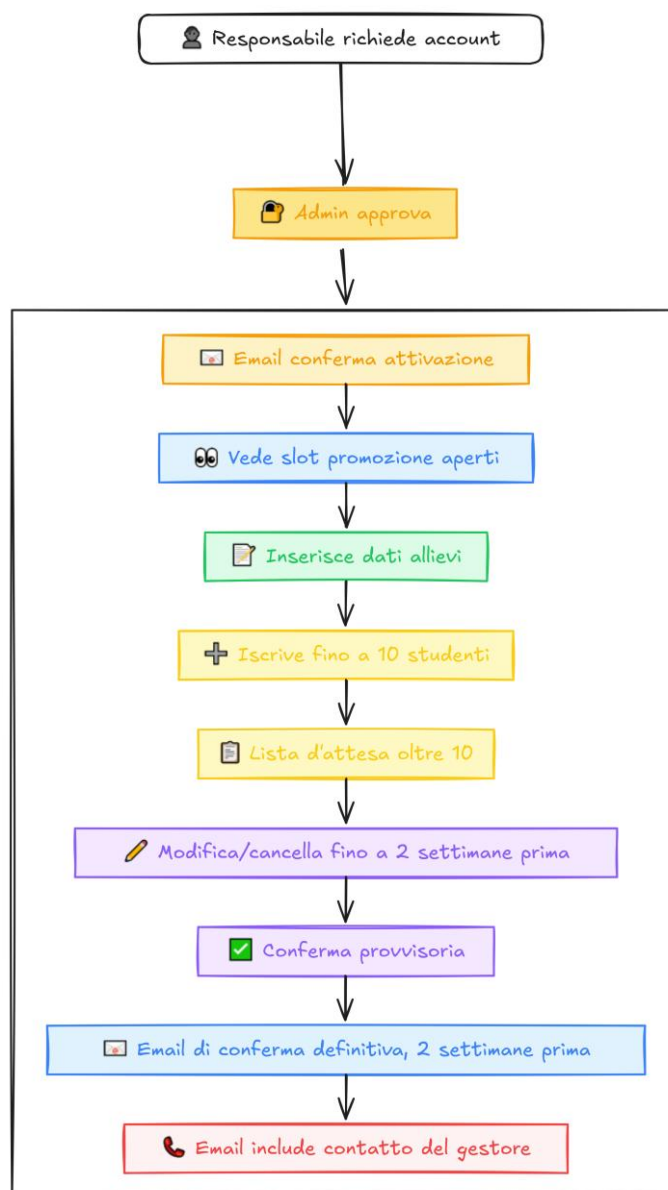 Responsabile richiede account
Admin approva
Email conferma attivazione
Vede slot promozione aperti
Inserisce dati allievi
Iscrive fino a 10 studenti
Lista d'attesa oltre 10
Modifica/cancella fino a 2 settimane prima
Conferma provvisoria
Email di conferma definitiva, 2 settimane prima
Email include contatto del gestore